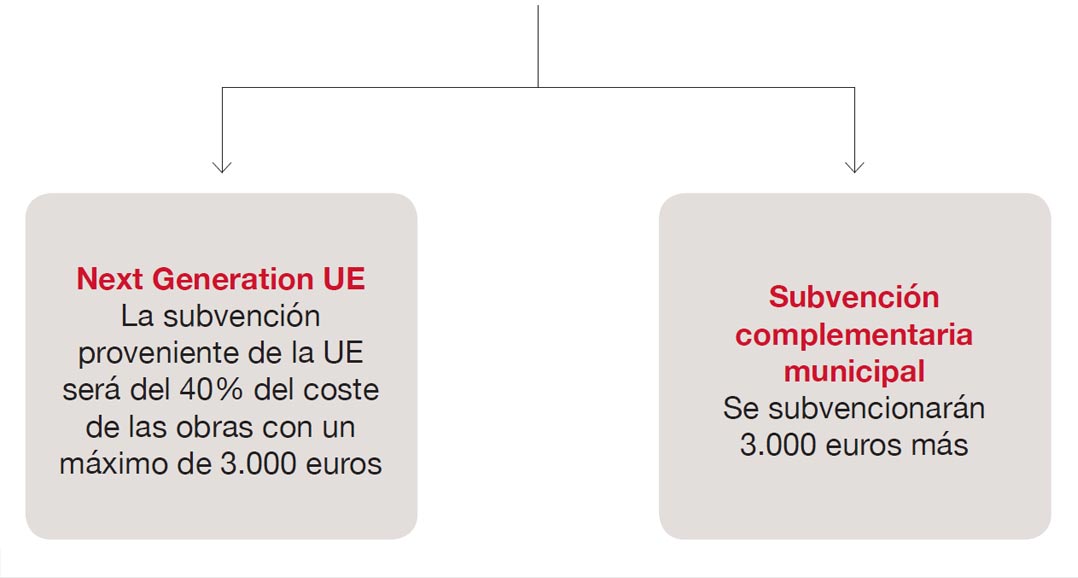 Next Generation UE
La subvención
proveniente de la UE
será del 40% del coste
de las obras con un
máximo de 3.000 euros
Subvención
complementaria
municipal
Se subvencionarán
3.000 euros más